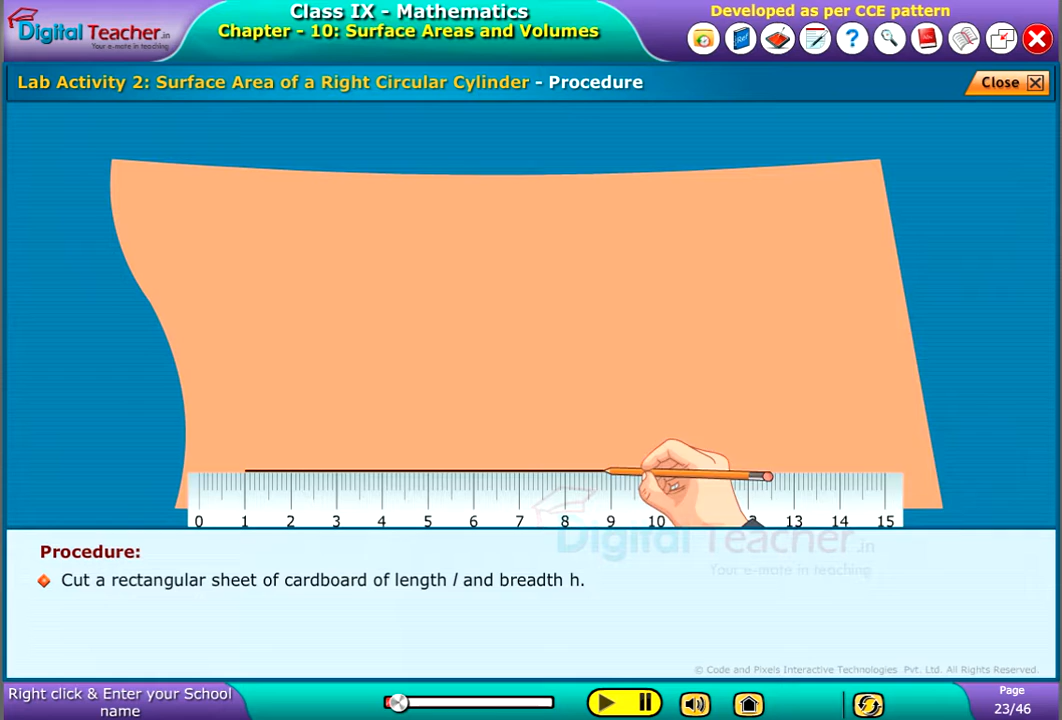 Digital Teacher.in
Your e-mate in teaching
Class IX - Mathematics
Chapter - 10: Surface Areas and Volumes
Developed as per CCE pattern
Ref
?
Lab Activity 2: Surface Area of a Right Circular Cylinder - Procedure
Close
0 1 2 3 4 5 6 7 8 9 10 2 13 14 15
Digital Teacher.in
Your e-mate in teaching
Procedure:
Cut a rectangular sheet of cardboard of length l and breadth h.
© Code and Pixels Interactive Technologies Pvt. Ltd. All Rights Reserved.
Right click & Enter your School
name
Page
23/46